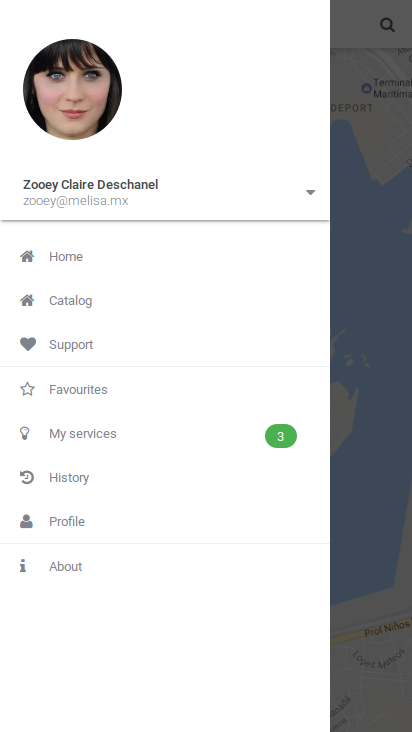 Terminal
Marítima
DEPORT
Zooey Claire Deschanel
zooey@melisa.mx
Home
Catalog
Support
Favourites
My services
3
History
Profile
About
Prol Niños
López Mateos